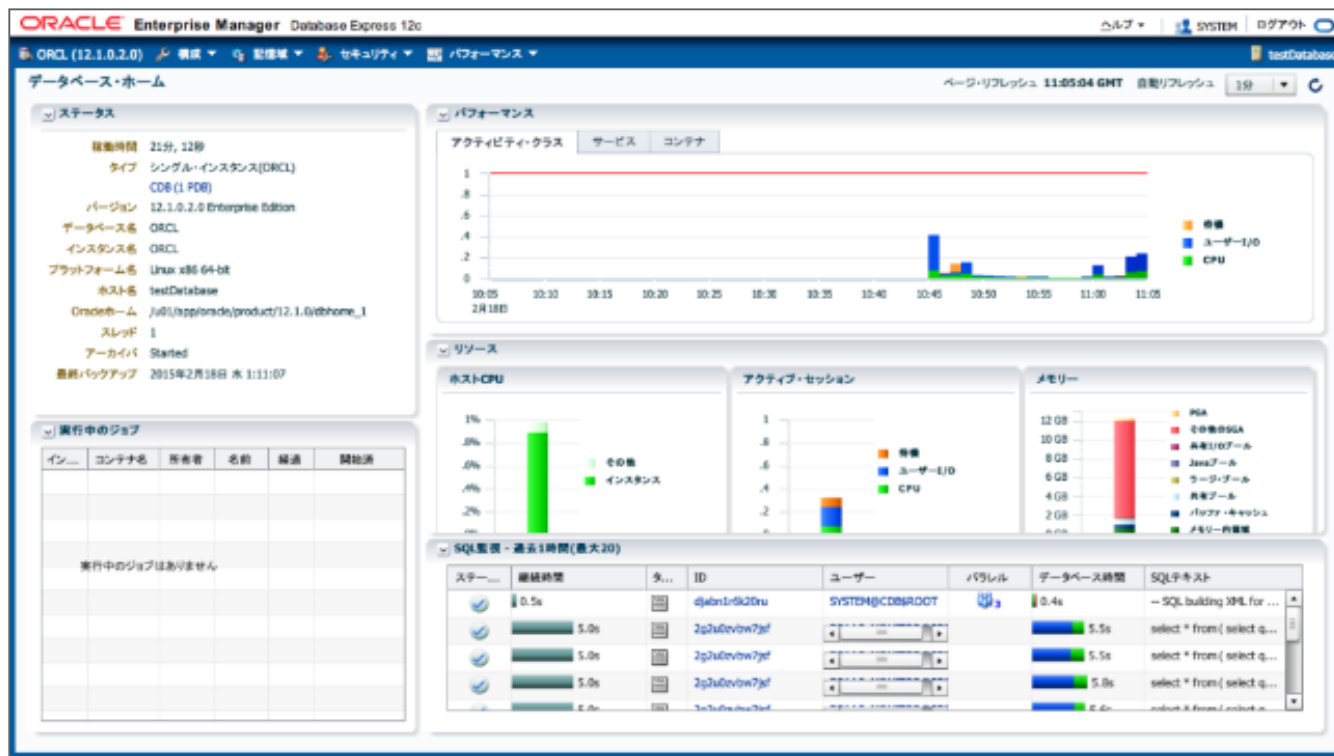 ORACLE Enterprise Manager Database Express 12c
ヘルプ SYSTEM ログアウト
ORCL (12.1.0.2.0) 構成 記憶域 セキュリティ パフォーマンス testDatabase
データベース・ホーム
ページ・リフレッシュ 11:05:04 GMT 自動リフレッシュ 1分
ステータス
稼働時間 21分, 12秒
タイプ シングル・インスタンス(ORCL)
CDB (1 PDB)
バージョン 12.1.0.2.0 Enterprise Edition
データベース名 ORCL
インスタンス名 ORCL
プラットフォーム名 Linux x86 64-bit
ホスト名 testDatabase
Oracleホーム /u01/app/oracle/product/12.1.0/dbhome_1
スレッド 1
アーカイバ Started
最終バックアップ 2015年2月18日 水 1:11:07
実行中のジョブ
イン... コンテナ名 所有者 名前 経過 開始済
実行中のジョブはありません
パフォーマンス
アクティビティ・クラス サービス コンテナ
1
.8
.6
.4
.2
0
10:05 10:10 10:15 10:20 10:25 10:30 10:35 10:40 10:45 10:50 10:55 11:00 11:05
2月18日
待機
ユーザーI/O
CPU
リソース
ホストCPU
1%
.8%
.6%
.4%
.2%
その他
インスタンス
アクティブ・セッション
1
.8
.6
.4
.2
待機
ユーザーI/O
CPU
メモリー
12 GB
10 GB
8 GB
6 GB
4 GB
2 GB
PGA
その他のSGA
共有I/Oプール
Javaプール
ラージ・プール
共有プール
バッファ・キャッシュ
メモリー内領域
SQL監視 - 過去1時間(最大20)
ステー... 継続時間 タ... ID ユーザー パラレル データベース時間 SQLテキスト
0.5s SYSTEM@CDB$ROOT 3 0.4s -- SQL building XML for ...
5.0s 2g2u0zvbw7jsf 5.5s select * from ( select q...
5.0s 2g2u0zvbw7jsf 5.5s select * from ( select q...
5.0s 2g2u0zvbw7jsf 5.0s select * from ( select q...